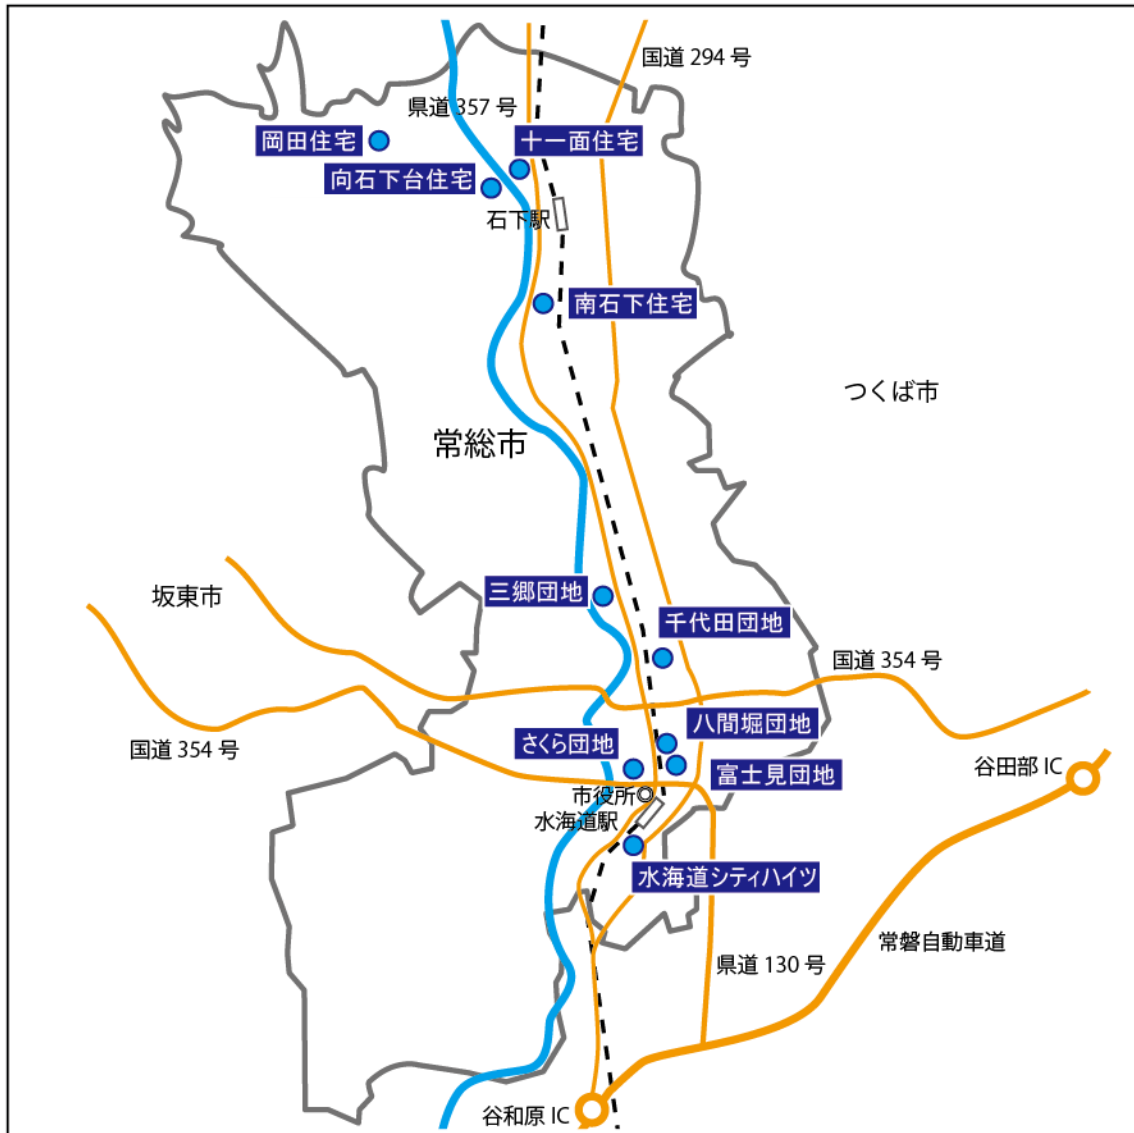 国道 294 号
県道 357 号
岡田住宅
十一面住宅
向石下台住宅
石下駅
南石下住宅
つくば市
常総市
三郷団地
坂東市
千代田団地
国道 354 号
八間堀団地
さくら団地
国道 354 号
富士見団地
谷田部 IC
市役所
水海道駅
水海道シティハイツ
常磐自動車道
県道 130 号
谷和原 IC